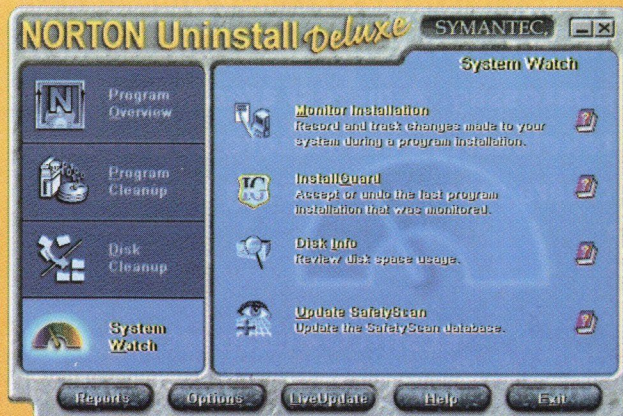 NORTON Uninstall Deluxe
SYMANTEC.
System Watch
Program
Overview
Program
Cleanup
Disk
Cleanup
System
Watch
Monitor Installation
Record and track changes made to your
system during a program installation.
InstallGuard
Accept or undo the last program
installation that was monitored.
Disk Info
Review disk space usage.
Update SafelyScan
Update the SafelyScan database.
Reports
Options
LiveUpdate
Help
Exit